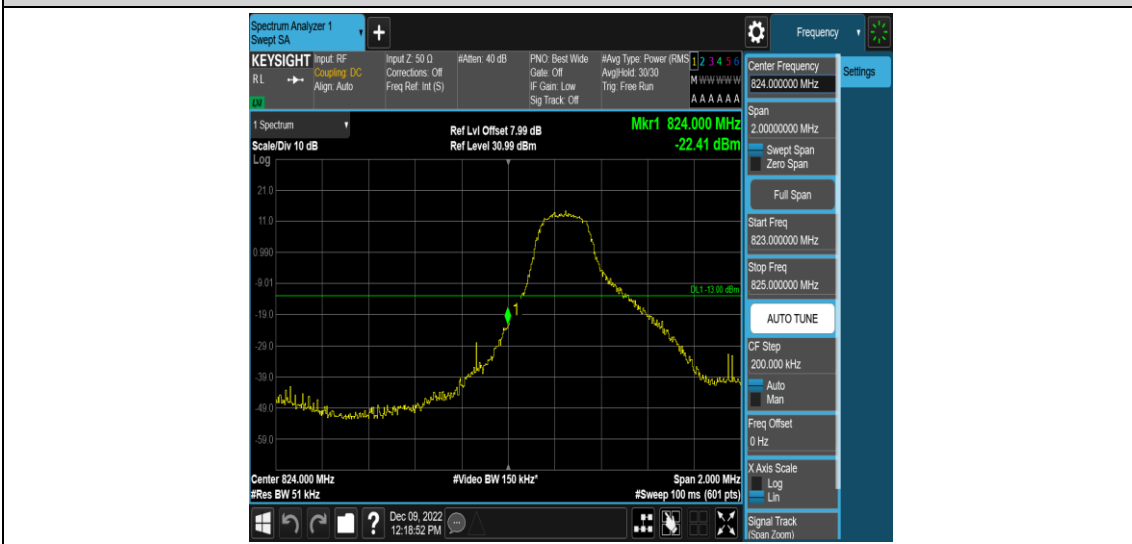 Spectrum Analyzer 1
Swept SA
+
Frequency
KEYSIGHT
RL
LW
Input: RF
Coupling: DC
Align: Auto
Input Z: 50 Ω
Corrections: Off
Freq Ref: Int (S)
#Atten: 40 dB
PNO: Best Wide
Gate: Off
IF Gain: Low
Sig Track: Off
#Avg Type: Power (RMS
Avg|Hold: 30/30
Trig: Free Run
1 2 3 4 5 6
M W W W W W
A A A A A A
1 Spectrum
Scale/Div 10 dB
Log
Ref Lvl Offset 7.99 dB
Ref Level 30.99 dBm
Mkr1 824.000 MHz
-22.41 dBm
21.0
11.0
0.990
-9.01
-19.0
-29.0
-39.0
-49.0
-59.0
DL1 -13.00 dBm
1
Center 824.000 MHz
#Res BW 51 kHz
#Video BW 150 kHz*
Span 2.000 MHz
#Sweep 100 ms (601 pts)
Dec 09, 2022
12:18:52 PM
?
Center Frequency
824.000000 MHz
Settings
Span
2.00000000 MHz
Swept Span
Zero Span
Full Span
Start Freq
823.000000 MHz
Stop Freq
825.000000 MHz
AUTO TUNE
CF Step
200.000 kHz
Auto
Man
Freq Offset
0 Hz
X Axis Scale
Log
Lin
Signal Track
(Span Zoom)